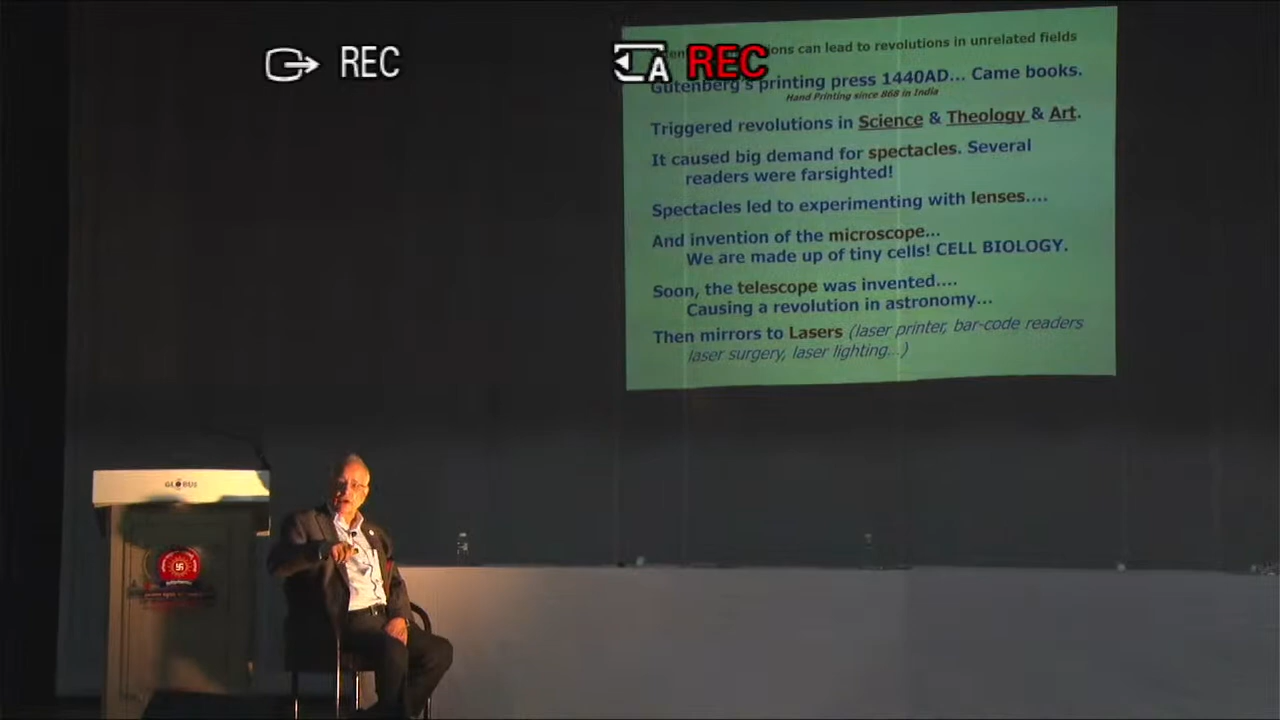 REC
A REC
ions can lead to revolutions in unrelated fields
Gutenberg's printing press 1440AD... Came books.
Hand Printing since 868 in India
Triggered revolutions in Science & Theology & Art.
It caused big demand for spectacles. Several
readers were farsighted!
Spectacles led to experimenting with lenses....
And invention of the microscope...
We are made up of tiny cells! CELL BIOLOGY.
Soon, the telescope was invented....
Causing a revolution in astronomy...
Then mirrors to Lasers (laser printer, bar-code readers
laser surgery, laser lighting...)
GLOBUS